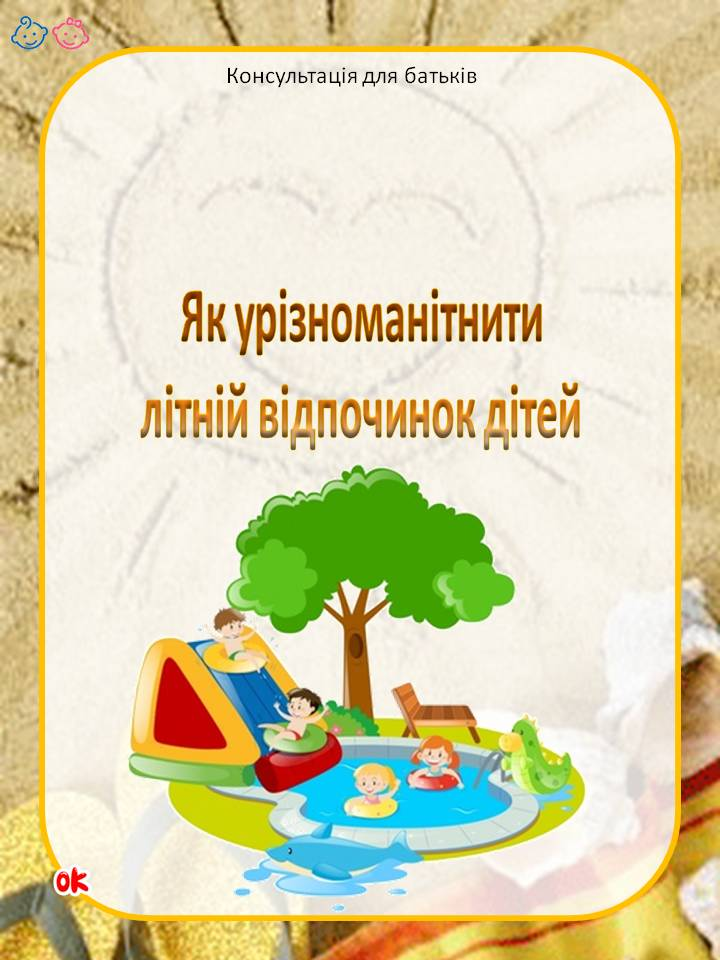 Консультація для батьків
Як урізноманітнити
літній відпочинок дітей
ОК